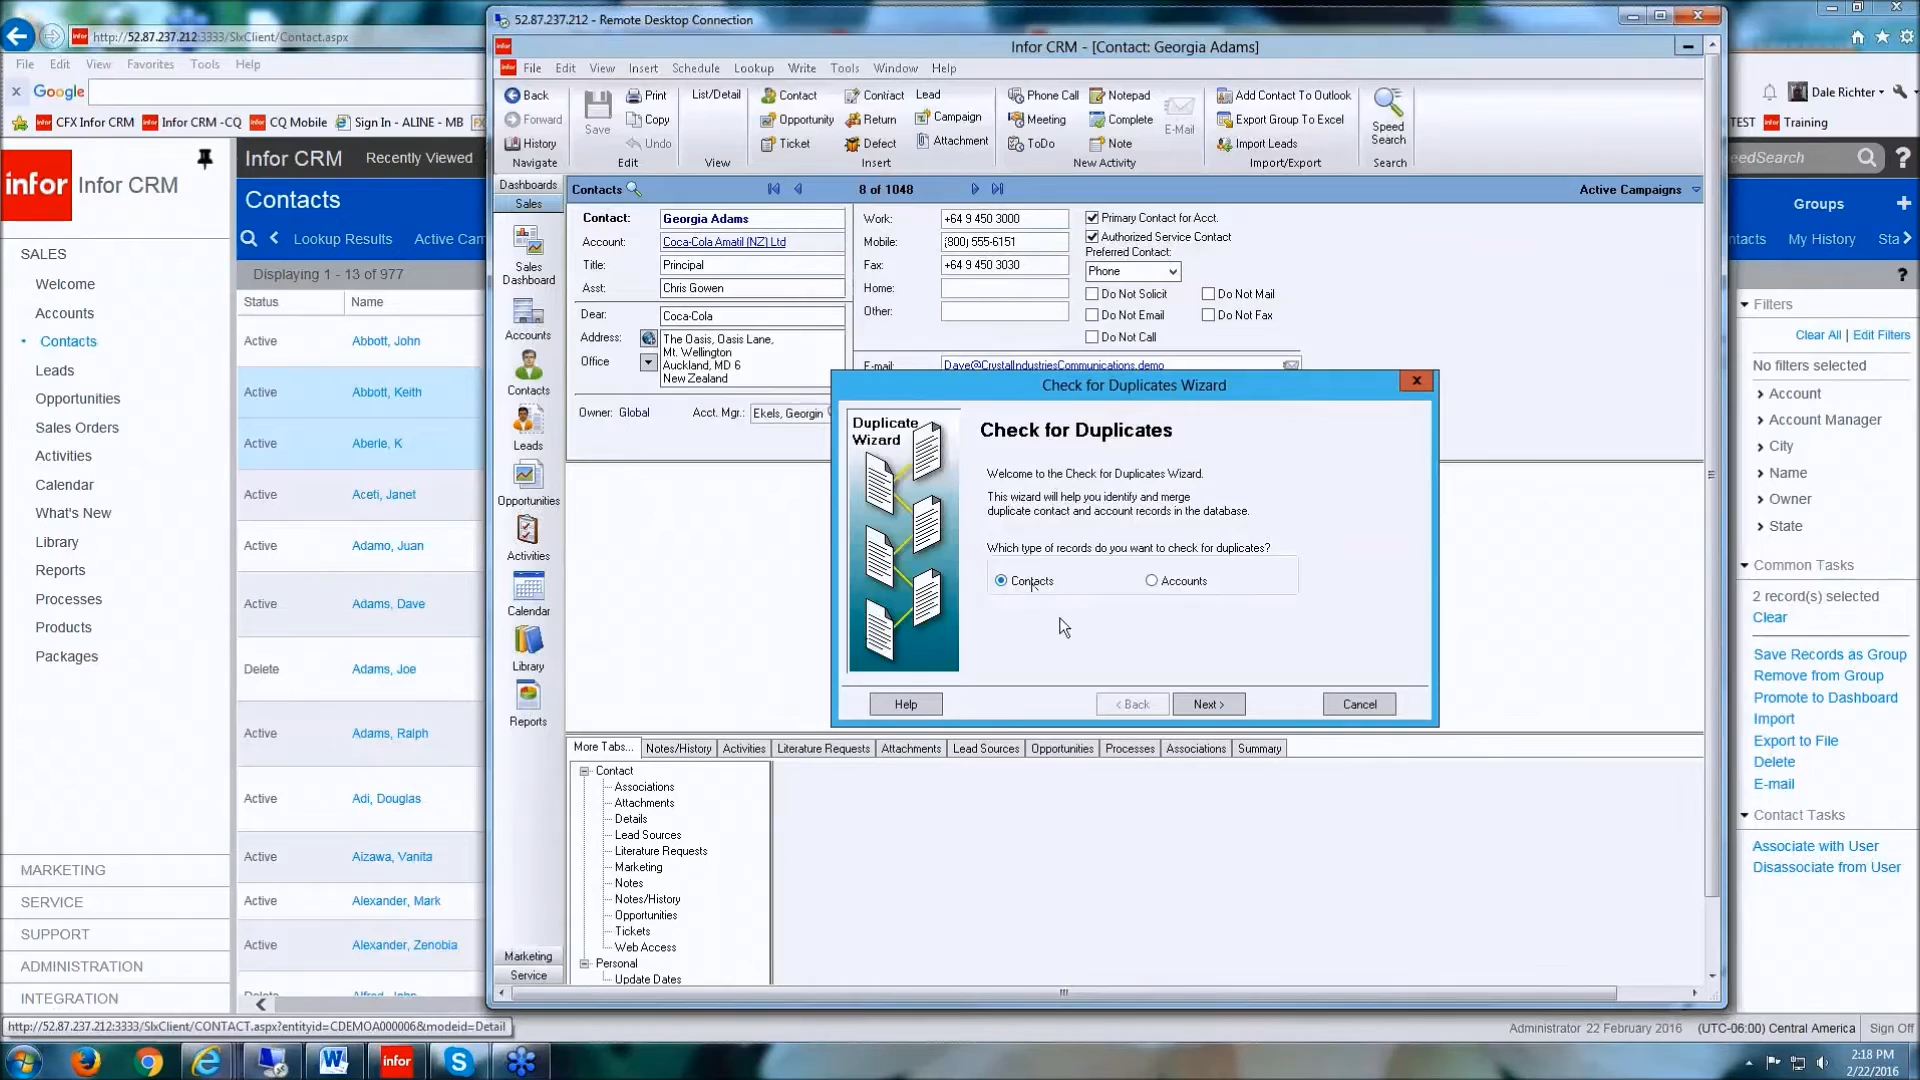 http://52.87.237.212:3333/SlxClient/Contact.aspx
File Edit View Favorites Tools Help
x Google
CFX Infor CRM Infor CRM -CQ CQ Mobile Sign In - ALINE - MB
infor Infor CRM
SALES
Welcome
Accounts
• Contacts
Leads
Opportunities
Sales Orders
Activities
Calendar
What's New
Library
Reports
Processes
Products
Packages
MARKETING
SERVICE
SUPPORT
ADMINISTRATION
INTEGRATION
Infor CRM Recently Viewed
Contacts
Lookup Results Active Cam
Displaying 1 - 13 of 977
Status Name
Active Abbott, John
Active Abbott, Keith
Active Aberle, K
Active Aceti, Janet
Active Adamo, Juan
Active Adams, Dave
Delete Adams, Joe
Active Adams, Ralph
Active Adi, Douglas
Active Aizawa, Vanita
Active Alexander, Mark
Active Alexander, Zenobia
52.87.237.212 - Remote Desktop Connection
Infor CRM - [Contact: Georgia Adams]
File Edit View Insert Schedule Lookup Write Tools Window Help
Back Print List/Detail Contact Contract Lead Phone Call Notepad Add Contact To Outlook
Forward Save Copy Opportunity Return Campaign Meeting Complete E-Mail Export Group To Excel Speed Search
History Undo Ticket Defect Attachment ToDo Note Import Leads
Navigate Edit View Insert New Activity Import/Export Search
Dashboards
Sales
Sales Dashboard
Accounts
Contacts
Leads
Opportunities
Activities
Calendar
Library
Reports
Marketing
Service
Contacts 8 of 1048 Active Campaigns
Contact: Georgia Adams
Account: Coca-Cola Amatil (NZ) Ltd
Title: Principal
Asst: Chris Gowen
Dear: Coca-Cola
Address: The Oasis, Oasis Lane,
Mt. Wellington
Office Auckland, MD 6
New Zealand
Owner: Global Acct. Mgr.: Ekels, Georgin
Work: +64 9 450 3000
Mobile: (800) 555-6151
Fax: +64 9 450 3030
Home:
Other:
E-mail: Dave@CrystalIndustriesCommunications.demo
Primary Contact for Acct.
Authorized Service Contact
Preferred Contact:
Phone
Do Not Solicit Do Not Mail
Do Not Email Do Not Fax
Do Not Call
Check for Duplicates Wizard
Duplicate
Wizard
Check for Duplicates
Welcome to the Check for Duplicates Wizard.
This wizard will help you identify and merge
duplicate contact and account records in the database.
Which type of records do you want to check for duplicates?
Contacts Accounts
Help < Back Next > Cancel
More Tabs... Notes/History Activities Literature Requests Attachments Lead Sources Opportunities Processes Associations Summary
Contact
Associations
Attachments
Details
Lead Sources
Literature Requests
Marketing
Notes
Notes/History
Opportunities
Tickets
Web Access
Personal
Update Dates
Dale Richter
TEST Training
eedSearch ?
Groups +
ntacts My History Sta
?
Filters
Clear All | Edit Filters
No filters selected
Account
Account Manager
City
Name
Owner
State
Common Tasks
2 record(s) selected
Clear
Save Records as Group
Remove from Group
Promote to Dashboard
Import
Export to File
Delete
E-mail
Contact Tasks
Associate with User
Disassociate from User
http://52.87.237.212:3333/SlxClient/CONTACT.aspx?entityid=CDEMOA000006&modeid=Detail
Administrator 22 February 2016 (UTC-06:00) Central America Sign Off
infor
2:18 PM
2/22/2016